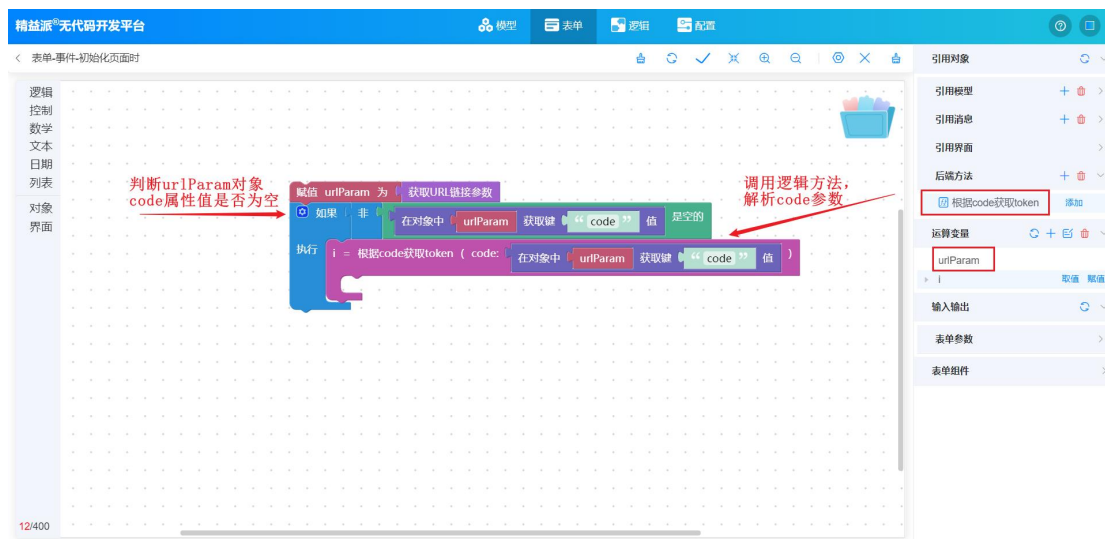 精益派®无代码开发平台
模型
表单
逻辑
配置
表单-事件-初始化页面时
引用对象
逻辑
控制
数学
文本
日期
列表
对象
界面
引用模型
引用消息
引用界面
后端方法
根据code获取token
添加
运算变量
urlParam
i
取值 赋值
输入输出
表单参数
表单组件
判断urlParam对象
code属性值是否为空
调用逻辑方法,
解析code参数
赋值 urlParam 为 获取URL链接参数
如果 非 在对象中 urlParam 获取键 “ code ” 值 是空的
执行 i = 根据code获取token ( code: 在对象中 urlParam 获取键 “ code ” 值 )
12/400